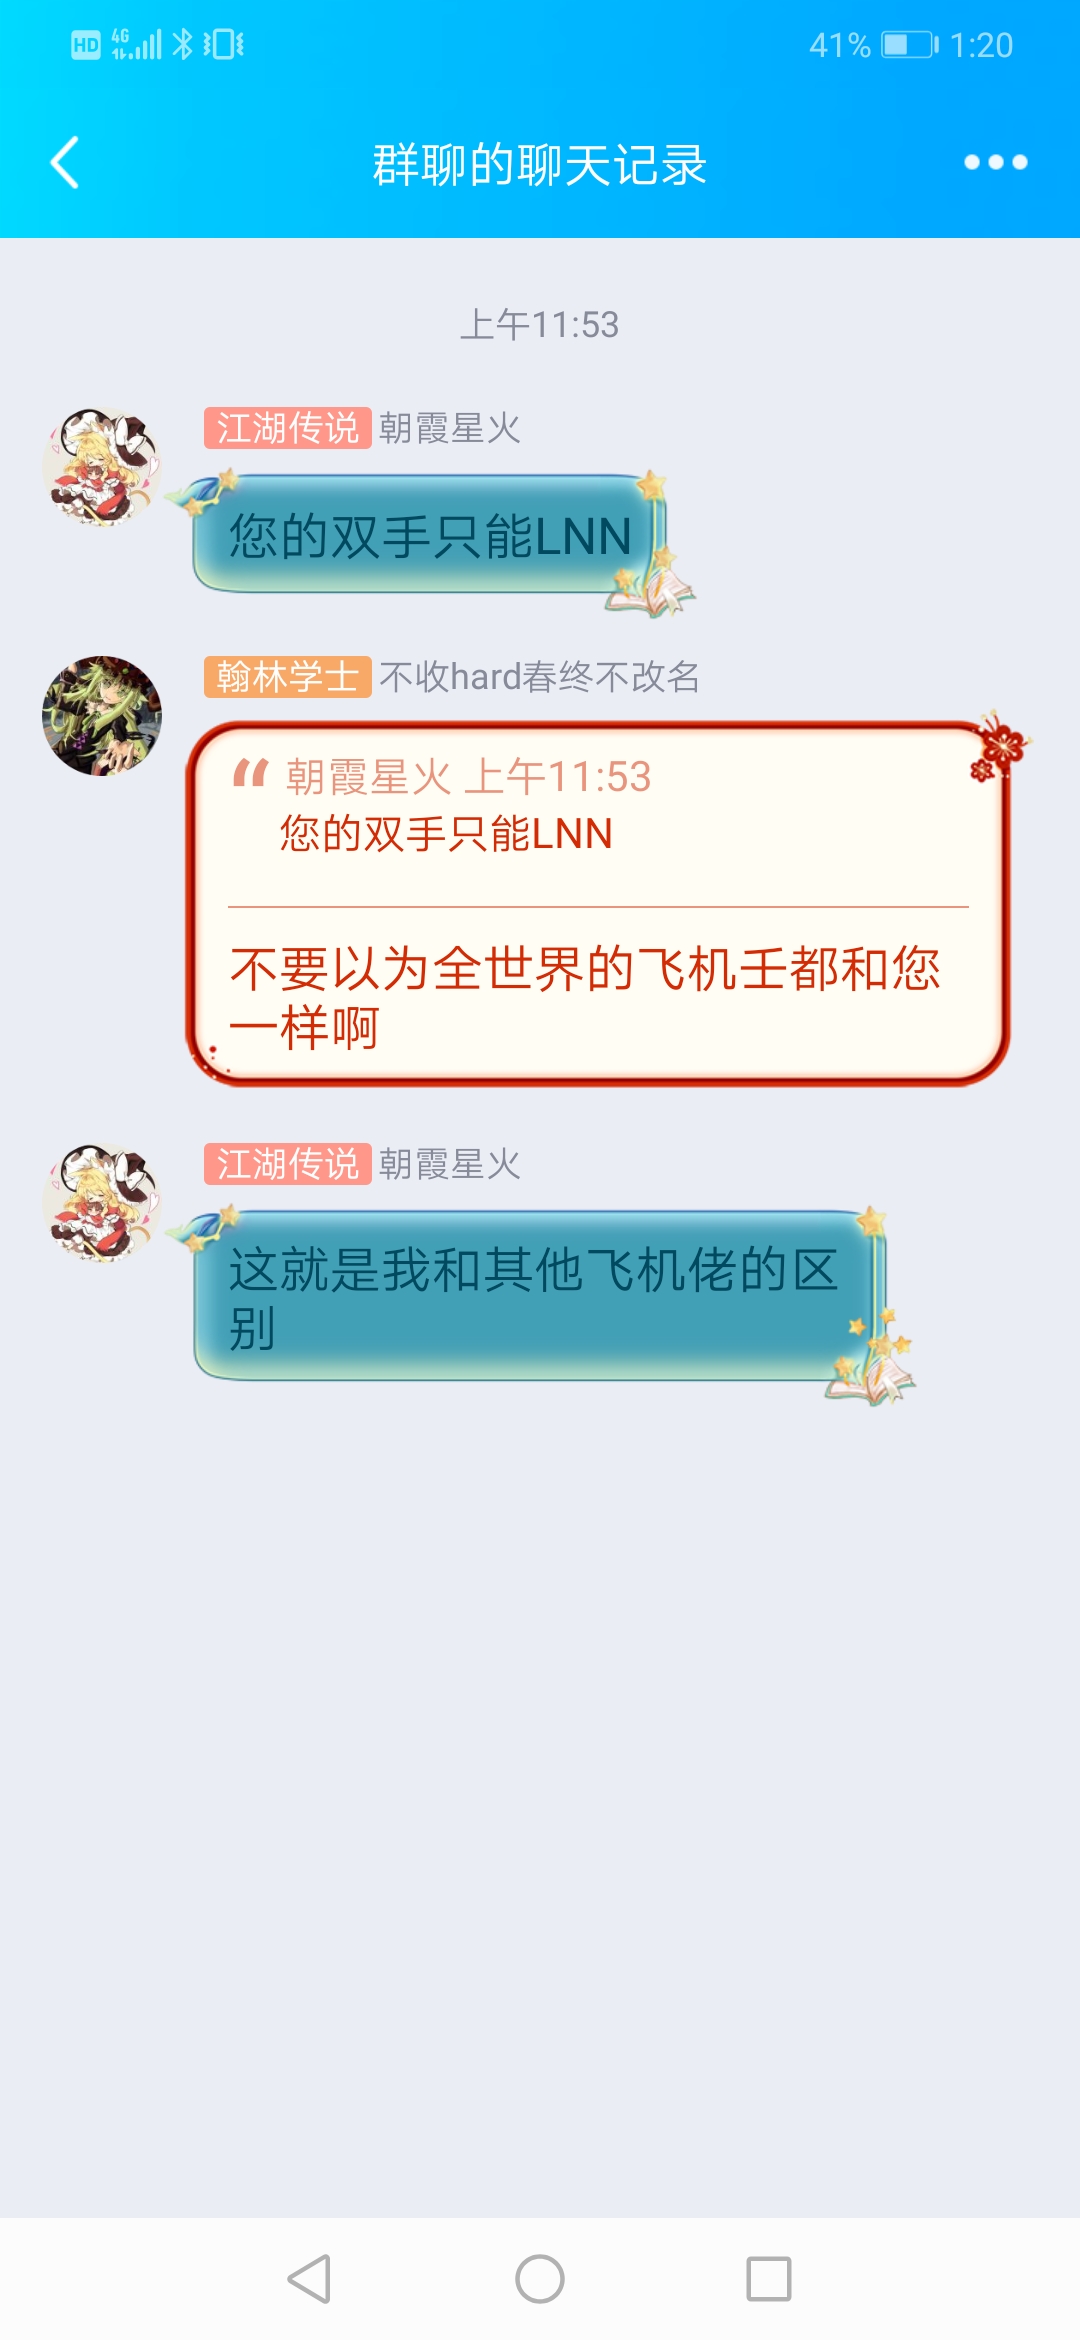 HD 4G 41% 1:20
群聊的聊天记录
上午11:53
江湖传说 朝霞星火
您的双手只能LNN
翰林学士 不收hard春终不改名
“ 朝霞星火 上午11:53
您的双手只能LNN
不要以为全世界的飞机壬都和您
一样啊
江湖传说 朝霞星火
这就是我和其他飞机佬的区
别